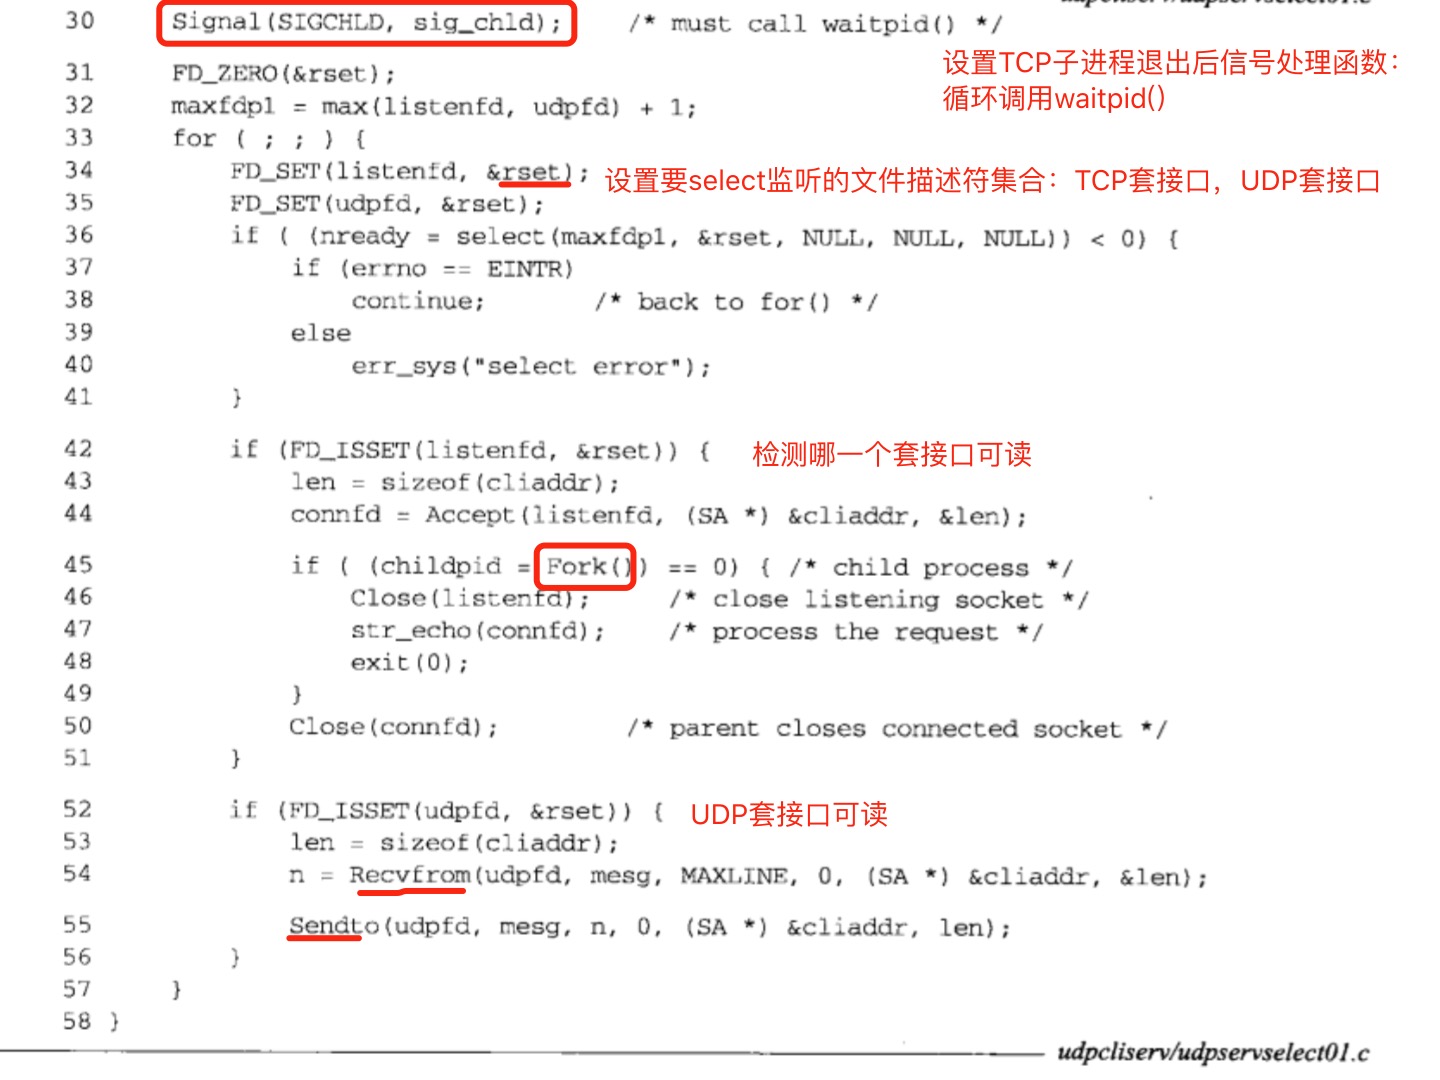 udpcliserv/udpservselect01.c
30 Signal(SIGCHLD, sig_chld); /* must call waitpid() */
设置TCP子进程退出后信号处理函数：
循环调用waitpid()
31 FD_ZERO(&rset);
32 maxfdp1 = max(listenfd, udpfd) + 1;
33 for ( ; ; ) {
34 FD_SET(listenfd, &rset); 设置要select监听的文件描述符集合：TCP套接口，UDP套接口
35 FD_SET(udpfd, &rset);
36 if ( (nready = select(maxfdp1, &rset, NULL, NULL, NULL)) < 0) {
37 if (errno == EINTR)
38 continue; /* back to for() */
39 else
40 err_sys("select error");
41 }
42 if (FD_ISSET(listenfd, &rset)) { 检测哪一个套接口可读
43 len = sizeof(cliaddr);
44 connfd = Accept(listenfd, (SA *) &cliaddr, &len);
45 if ( (childpid = Fork()) == 0) { /* child process */
46 Close(listenfd); /* close listening socket */
47 str_echo(connfd); /* process the request */
48 exit(0);
49 }
50 Close(connfd); /* parent closes connected socket */
51 }
52 if (FD_ISSET(udpfd, &rset)) { UDP套接口可读
53 len = sizeof(cliaddr);
54 n = Recvfrom(udpfd, mesg, MAXLINE, 0, (SA *) &cliaddr, &len);
55 Sendto(udpfd, mesg, n, 0, (SA *) &cliaddr, len);
56 }
57 }
58 }
udpcliserv/udpservselect01.c